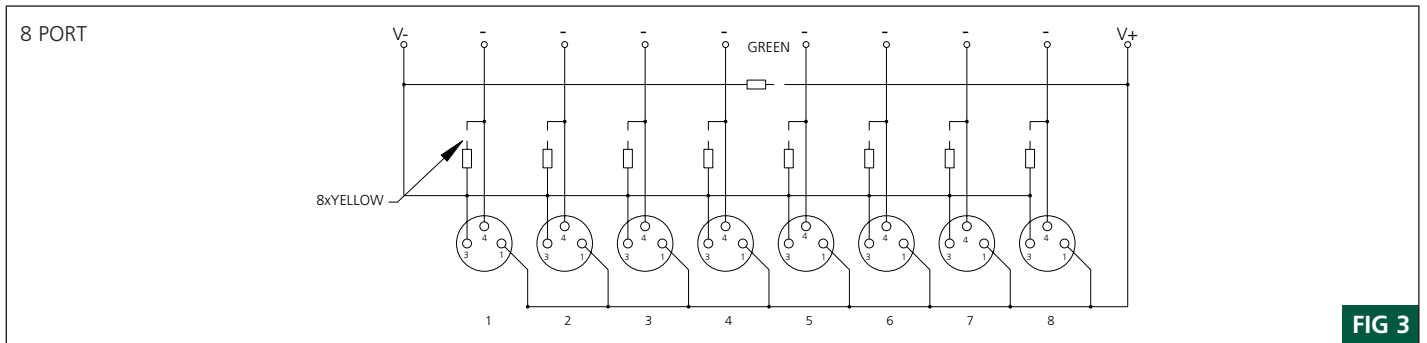 8 PORT
V- - - - - - - - - V+
GREEN
8xYELLOW
4 4 4 4 4 4 4 4
3 1 3 1 3 1 3 1 3 1 3 1 3 1 3 1
1 2 3 4 5 6 7 8
FIG 3